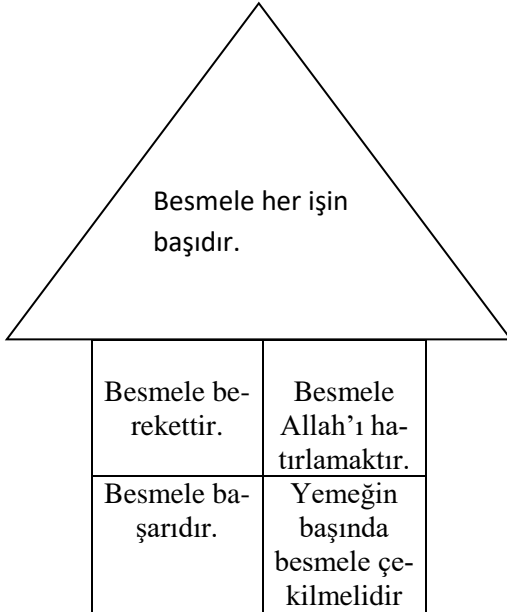 Besmele her işin
başıdır.
Besmele be-
rekettir.
Besmele
Allah’ı ha-
tırlamaktır.
Besmele ba-
şarıdır.
Yemeğin
başında
besmele çe-
kilmelidir